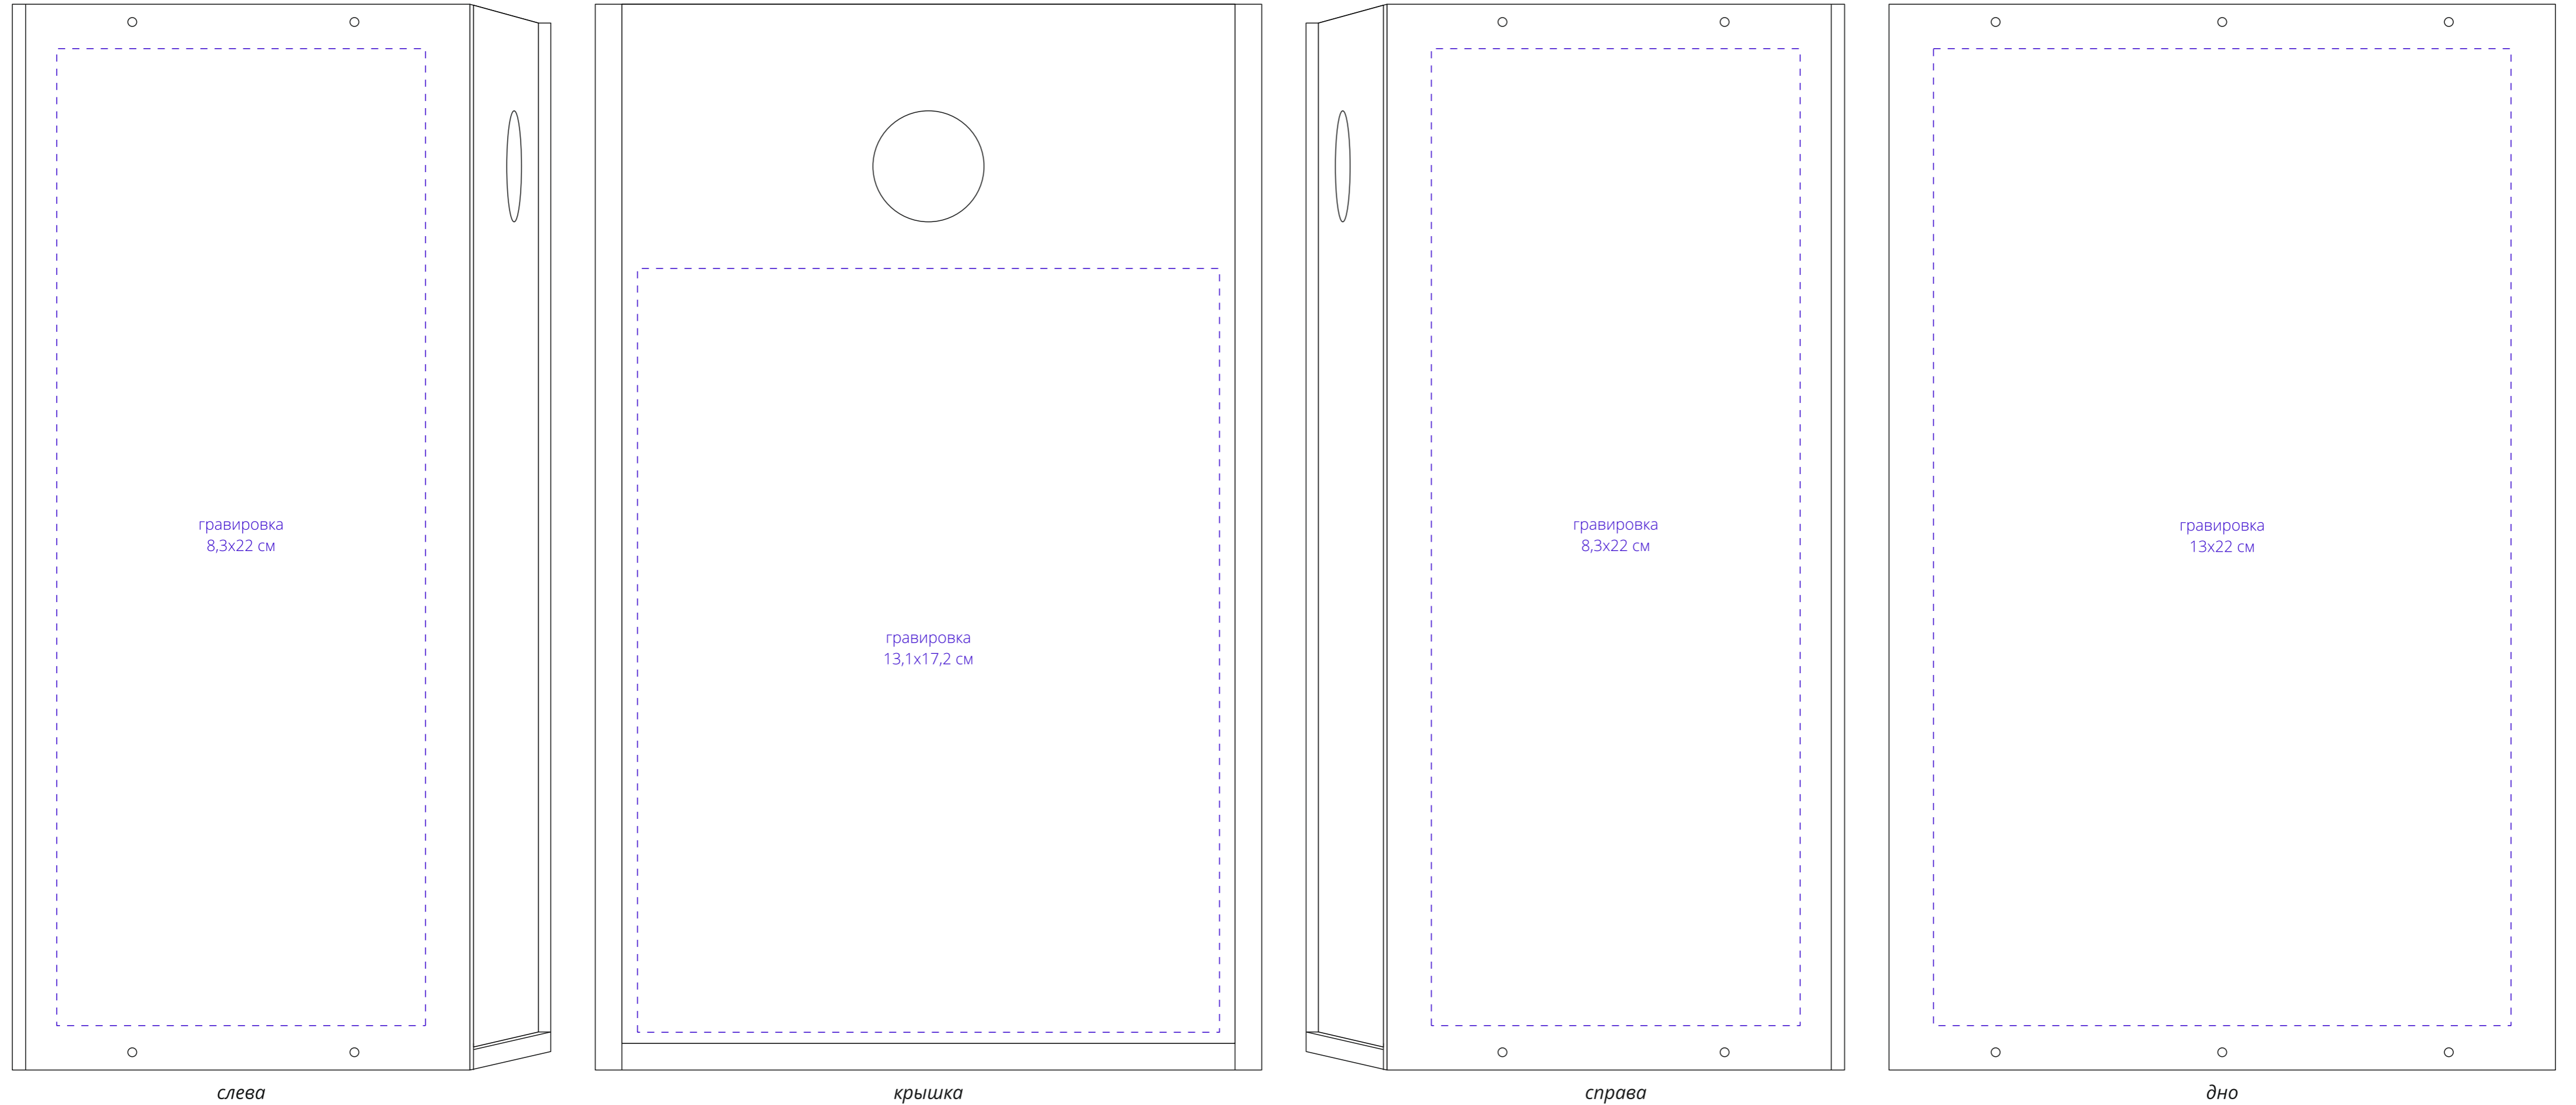 гравировка
8,3х22 см
гравировка
13,1х17,2 см
гравировка
8,3х22 см
гравировка
13х22 см
слева
крышка
справа
дно